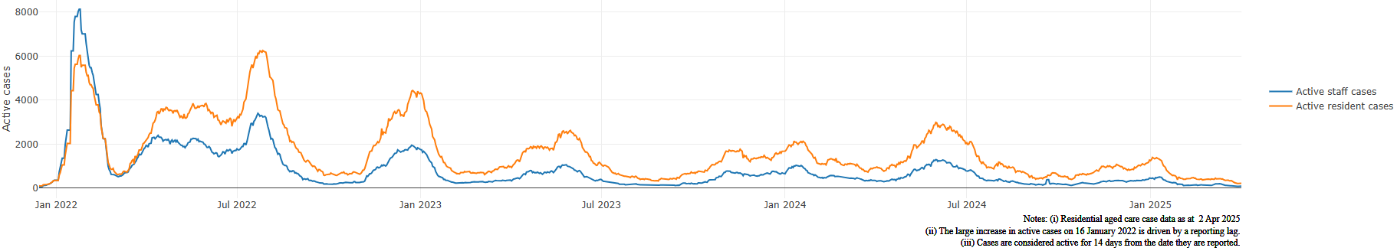 8000
6000
4000
2000
0
Active cases
Jan 2022 Jul 2022 Jan 2023 Jul 2023 Jan 2024 Jul 2024 Jan 2025
Active staff cases
Active resident cases
Notes: (i) Residential aged care case data as at 2 Apr 2025
(ii) The large increase in active cases on 16 January 2022 is driven by a reporting lag.
(iii) Cases are considered active for 14 days from the date they are reported.